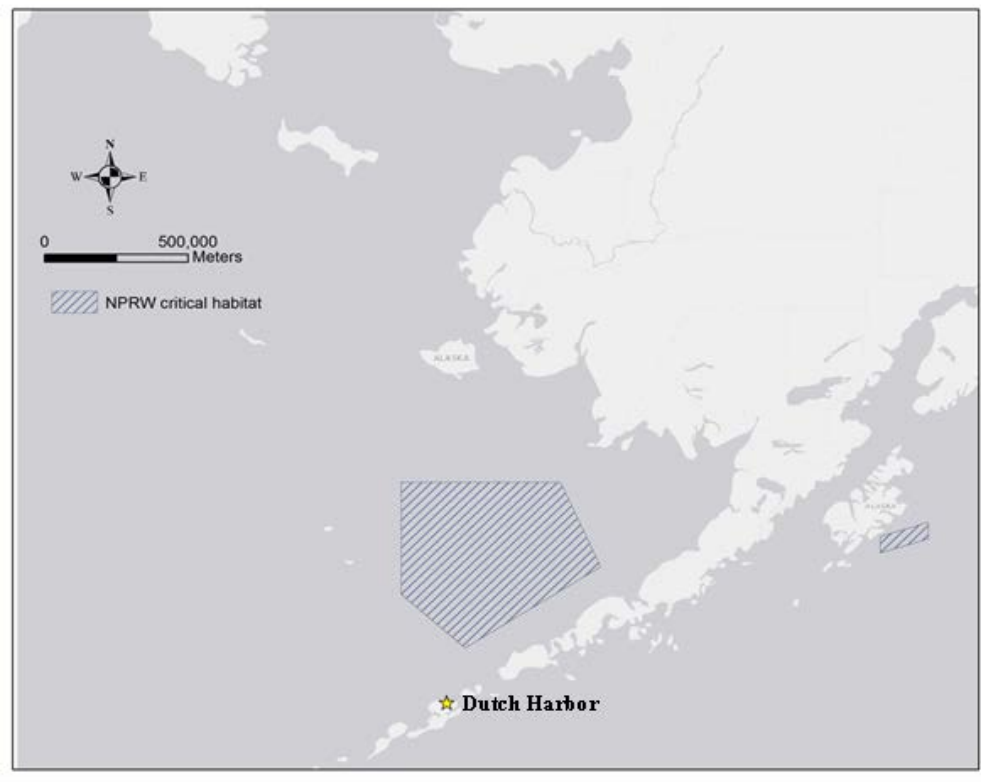 N
W E
S
0 500,000
Meters
NPRW critical habitat
ALASKA
ALASKA
Dutch Harbor